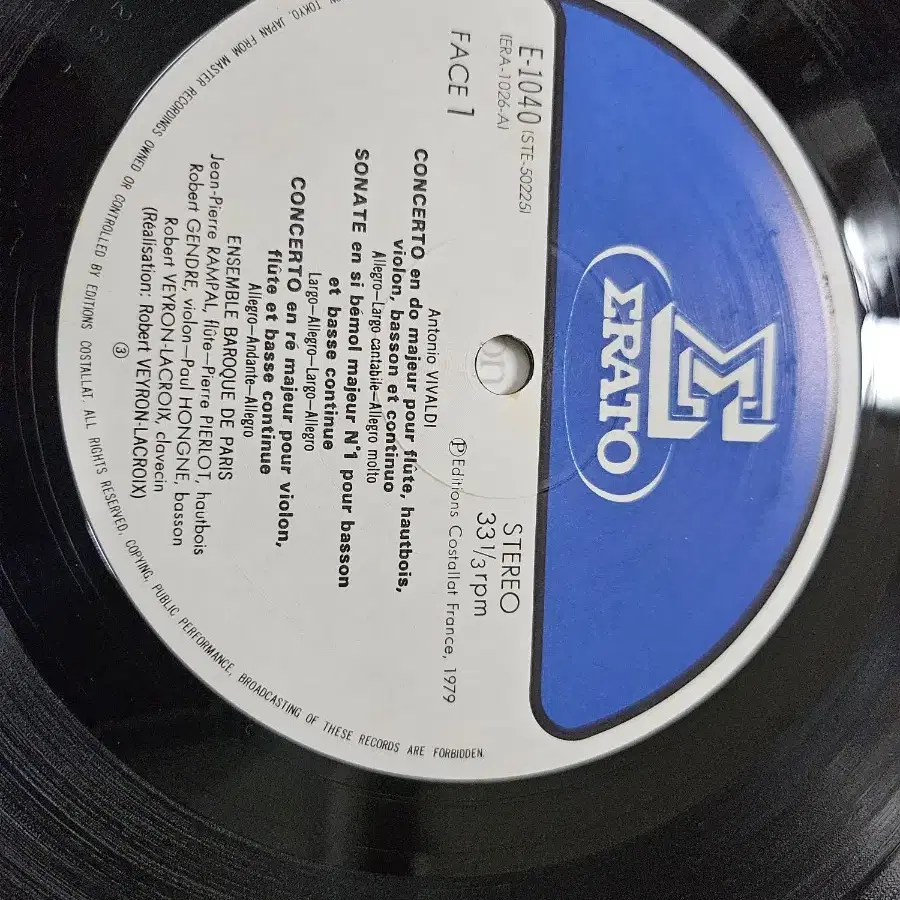 ERATO
E-1040 (STE-50225)
(ERA-1026-A)
FACE 1
STEREO
33 1/3 rpm
Ⓟ Editions Costallat France, 1979
Antonio VIVALDI
CONCERTO en do majeur pour flûte, hautbois,
violon, basson et continuo
Allegro—Largo cantabile—Allegro molto
SONATE en si bémol majeur N°1 pour basson
et basse continue
Largo—Allegro—Largo—Allegro
CONCERTO en ré majeur pour violon,
flûte et basse continue
Allegro—Andante—Allegro
ENSEMBLE BAROQUE DE PARIS
Jean-Pierre RAMPAL, flûte—Pierre PIERLOT, hautbois
Robert GENDRE, violon—Paul HONGNE, basson
Robert VEYRON-LACROIX, clavecin
(Réalisation: Robert VEYRON-LACROIX)
③
TOKYO, JAPAN FROM MASTER RECORDINGS OWNED OR CONTROLLED BY EDITIONS COSTALLAT. ALL RIGHTS RESERVED, COPYING, PUBLIC PERFORMANCE, BROADCASTING OF THESE RECORDS ARE FORBIDDEN.